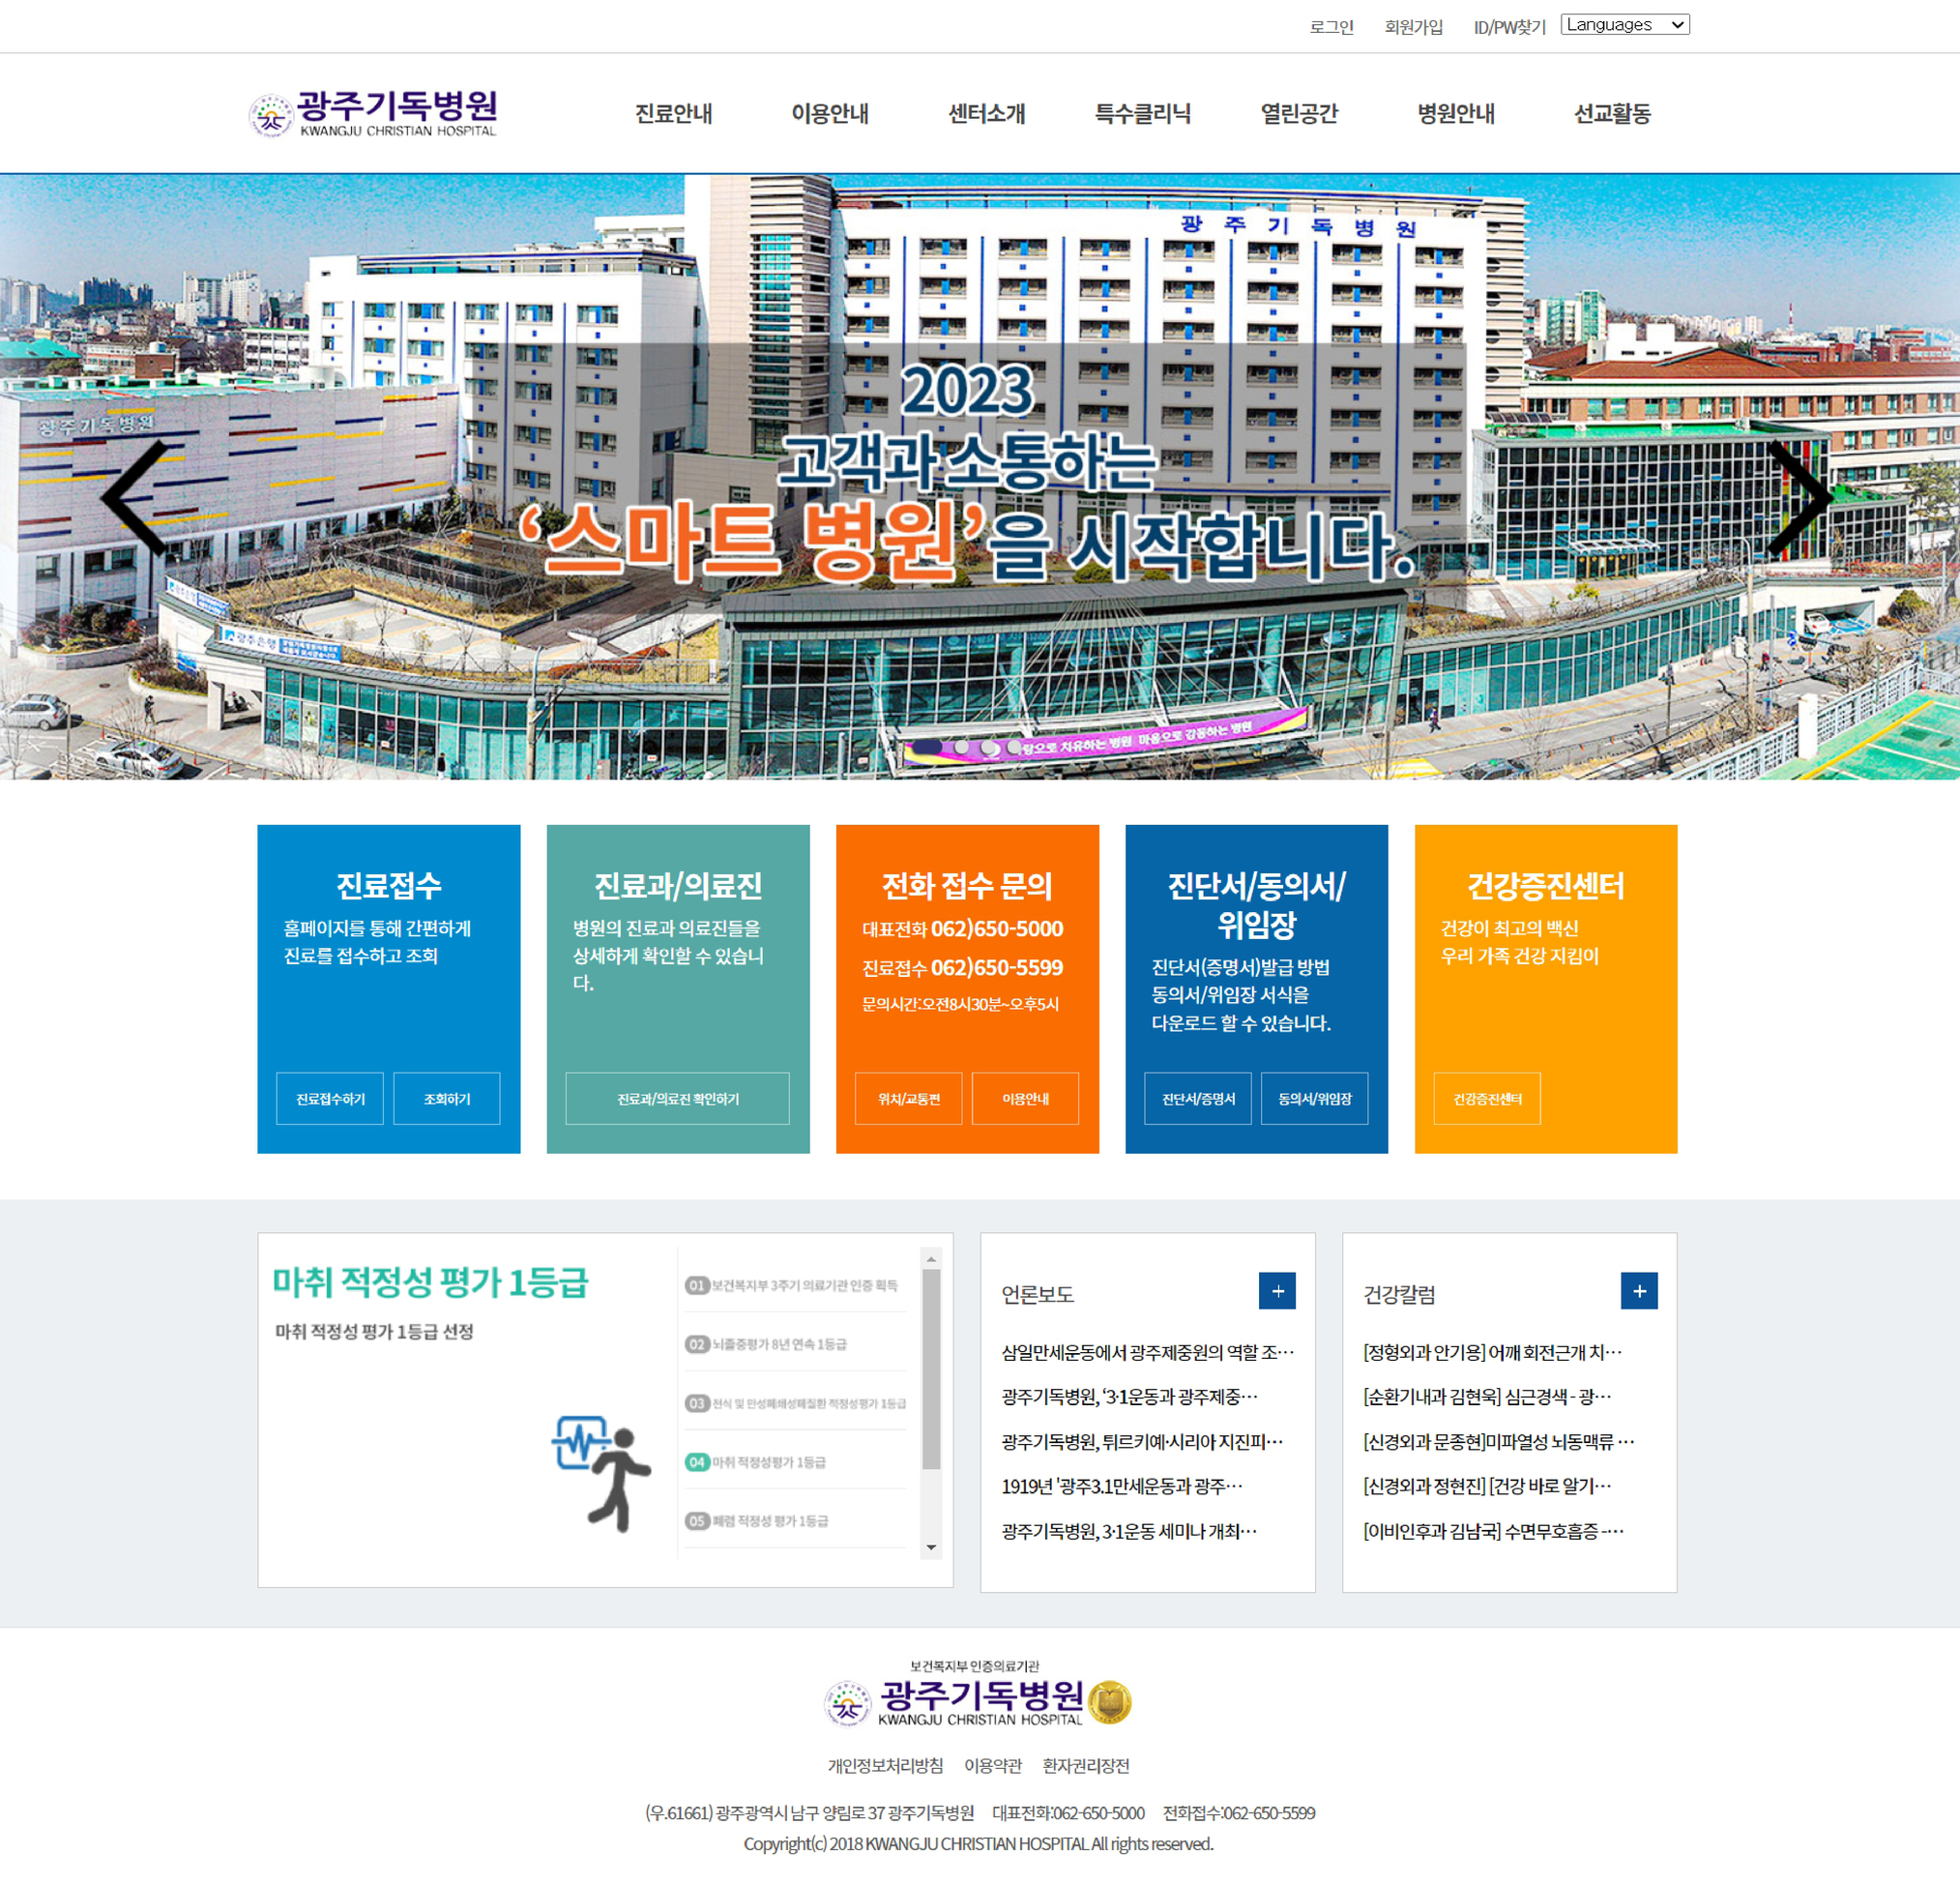 로그인 회원가입 ID/PW찾기 Languages
광주기독병원
KWANGJU CHRISTIAN HOSPITAL
진료안내 이용안내 센터소개 특수클리닉 열린공간 병원안내 선교활동
광주기독병원
광주기독병원
2023
고객과 소통하는
‘스마트 병원’을 시작합니다.
광주은행
랑으로 치유하는 병원 마음으로 감동하는 병원
진료접수
홈페이지를 통해 간편하게
진료를 접수하고 조회
진료접수하기 조회하기
진료과/의료진
병원의 진료과 의료진들을
상세하게 확인할 수 있습니
다.
진료과/의료진 확인하기
전화 접수 문의
대표전화 062)650-5000
진료접수 062)650-5599
문의시간:오전8시30분~오후5시
위치/교통편 이용안내
진단서/동의서/
위임장
진단서(증명서)발급 방법
동의서/위임장 서식을
다운로드 할 수 있습니다.
진단서/증명서 동의서/위임장
건강증진센터
건강이 최고의 백신
우리 가족 건강 지킴이
건강증진센터
마취 적정성 평가 1등급
마취 적정성 평가 1등급 선정
01 보건복지부 3주기 의료기관 인증 획득
02 뇌졸중평가 8년 연속 1등급
03 천식 및 만성폐쇄성폐질환 적정성평가 1등급
04 마취 적정성평가 1등급
05 폐렴 적정성 평가 1등급
언론보도 +
삼일만세운동에서 광주제중원의 역할 조…
광주기독병원, ‘3·1운동과 광주제중…
광주기독병원, 튀르키예·시리아 지진피…
1919년 '광주3.1만세운동과 광주…
광주기독병원, 3·1운동 세미나 개최…
건강칼럼 +
[정형외과 안기용] 어깨 회전근개 치…
[순환기내과 김현욱] 심근경색 - 광…
[신경외과 문종현]미파열성 뇌동맥류 …
[신경외과 정현진] [건강 바로 알기…
[이비인후과 김남국] 수면무호흡증 -…
보건복지부 인증의료기관
광주기독병원
KWANGJU CHRISTIAN HOSPITAL
개인정보처리방침 이용약관 환자권리장전
(우.61661) 광주광역시 남구 양림로 37 광주기독병원 대표전화:062-650-5000 전화접수:062-650-5599
Copyright(c) 2018 KWANGJU CHRISTIAN HOSPITAL All rights reserved.